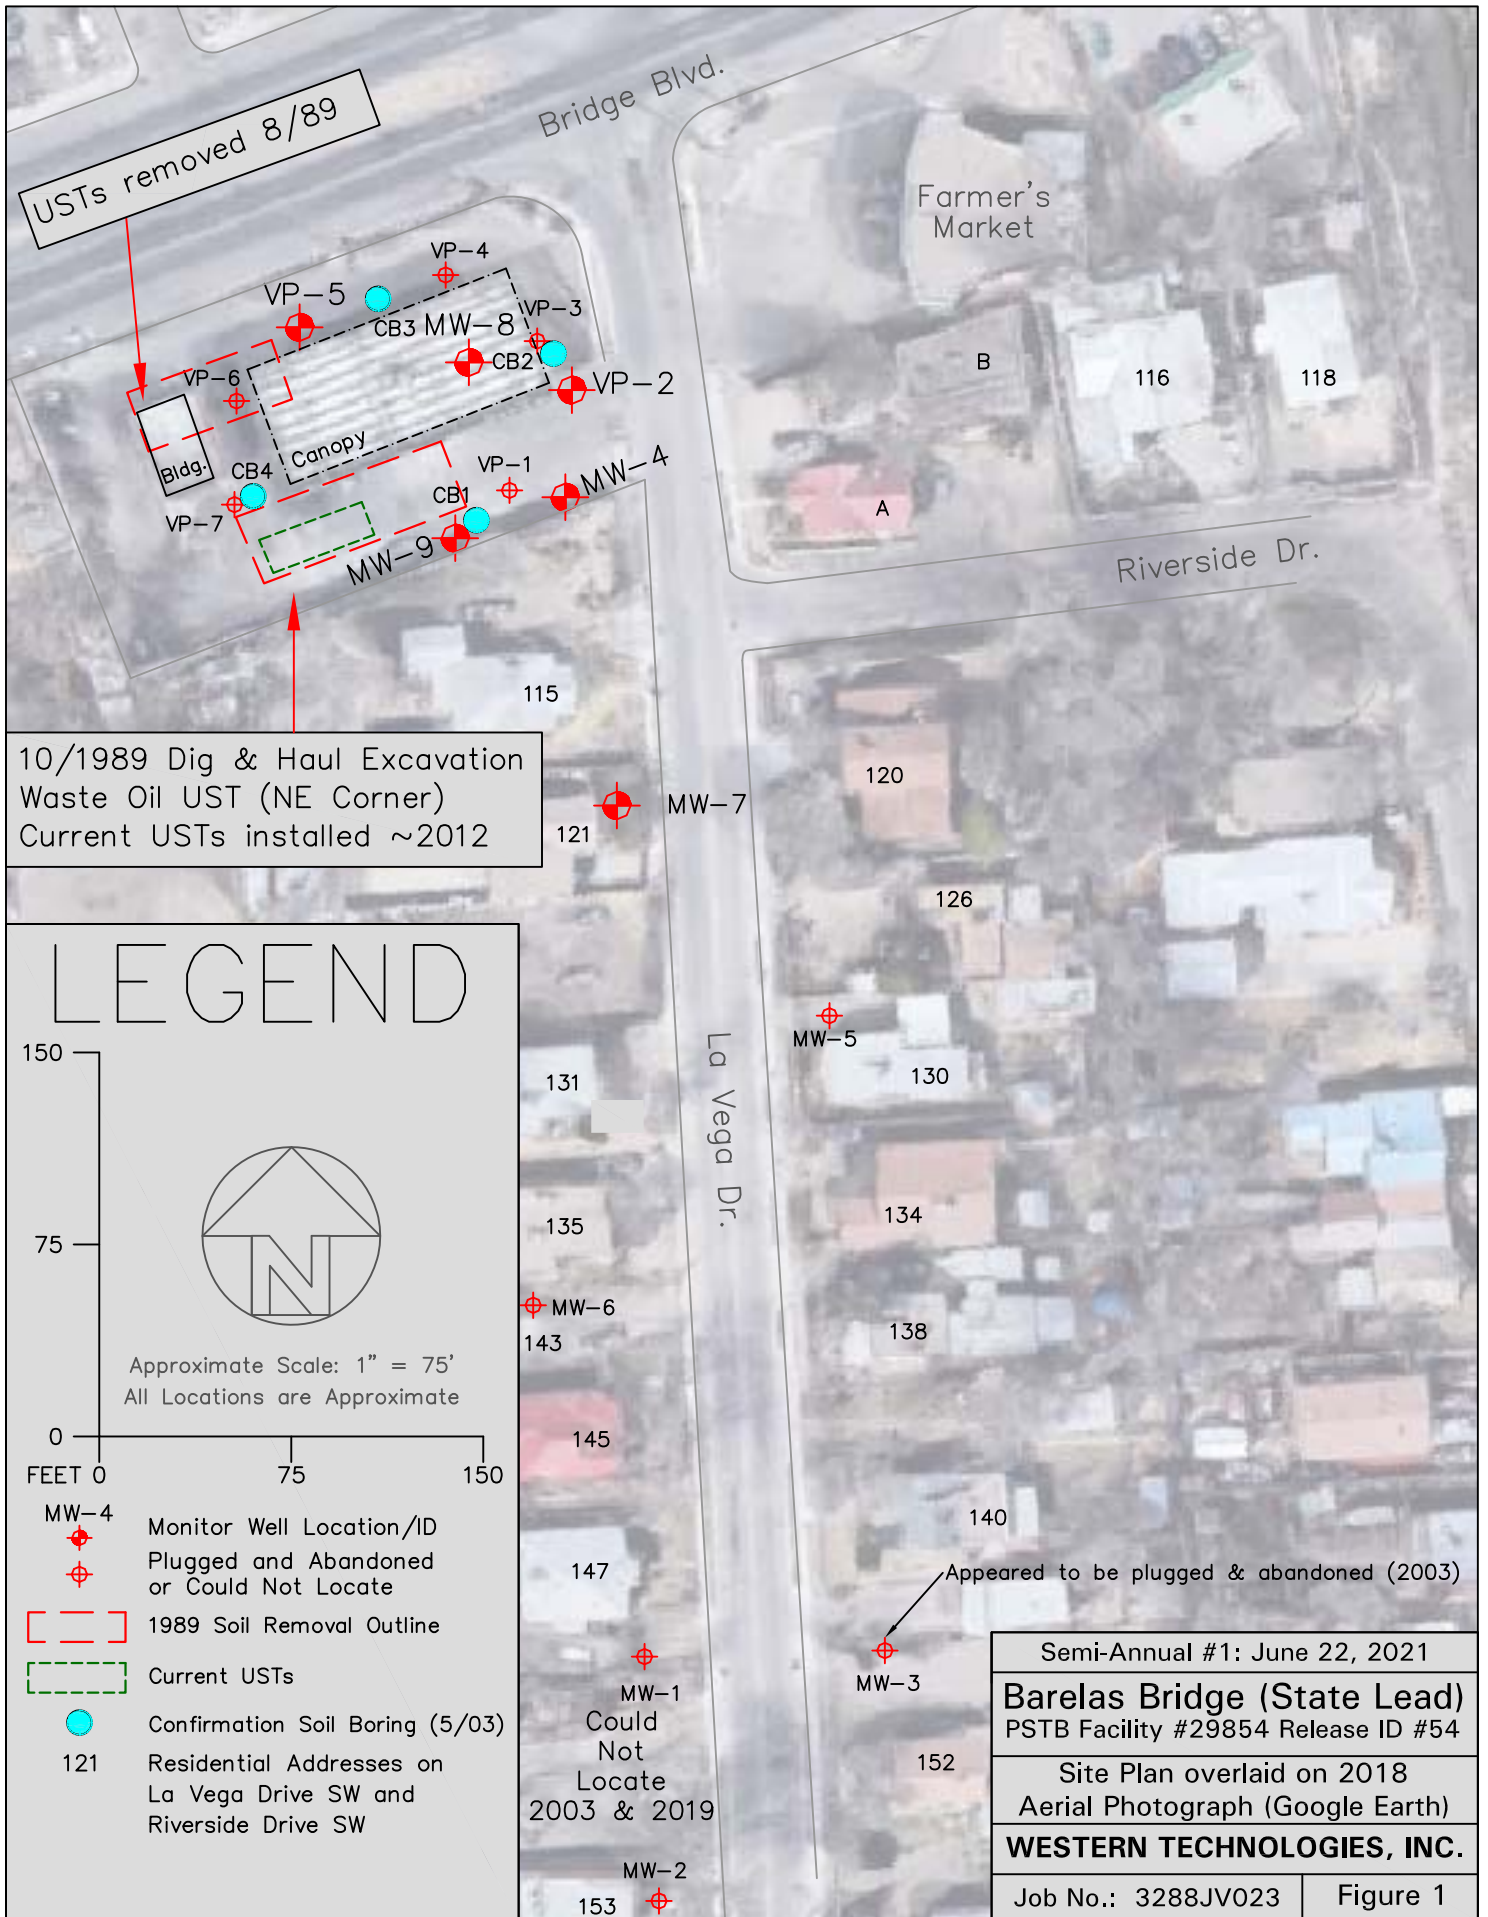 Bridge Blvd.
USTs removed 8/89
Farmer's
Market
VP-4
VP-5
CB3
MW-8
VP-3
CB2
VP-2
VP-6
B
116
118
Canopy
Bldg.
CB4
VP-1
MW-4
CB1
A
VP-7
MW-9
Riverside Dr.
115
10/1989 Dig & Haul Excavation
Waste Oil UST (NE Corner)
Current USTs installed ~2012
120
MW-7
121
126
MW-5
130
131
La Vega Dr.
134
135
MW-6
143
138
145
140
147
Appeared to be plugged & abandoned (2003)
MW-3
MW-1
Could
Not
Locate
2003 & 2019
152
MW-2
153
LEGEND
150
75
0
FEET 0 75 150
Approximate Scale: 1" = 75'
All Locations are Approximate
MW-4
Monitor Well Location/ID
Plugged and Abandoned
or Could Not Locate
1989 Soil Removal Outline
Current USTs
Confirmation Soil Boring (5/03)
121 Residential Addresses on
La Vega Drive SW and
Riverside Drive SW
N
Semi-Annual #1: June 22, 2021
Barelas Bridge (State Lead)
PSTB Facility #29854 Release ID #54
Site Plan overlaid on 2018
Aerial Photograph (Google Earth)
WESTERN TECHNOLOGIES, INC.
Job No.: 3288JV023
Figure 1